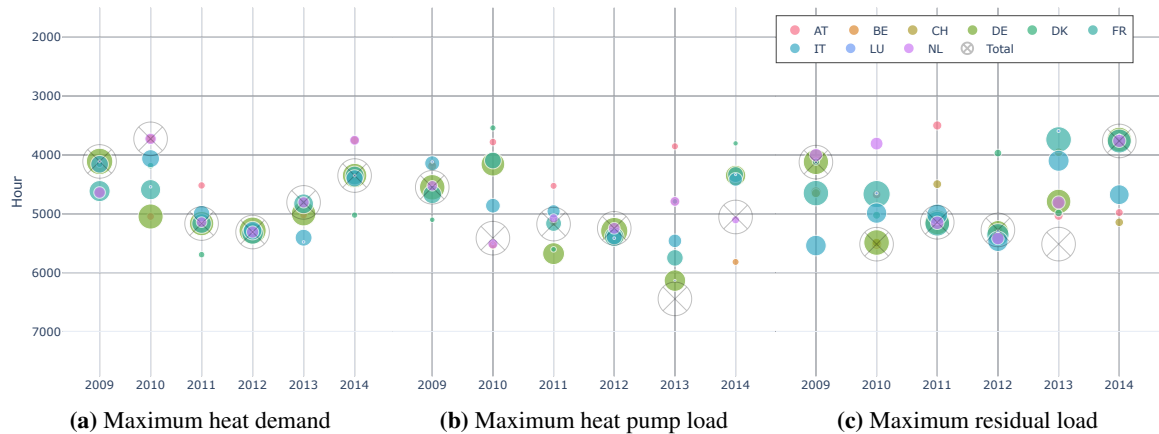 AT BE CH DE DK FR
IT LU NL Total
2000
3000
4000
5000
6000
7000
Hour
2009 2010 2011 2012 2013 2014 2009 2010 2011 2012 2013 2014 2009 2010 2011 2012 2013 2014
(a) Maximum heat demand (b) Maximum heat pump load (c) Maximum residual load